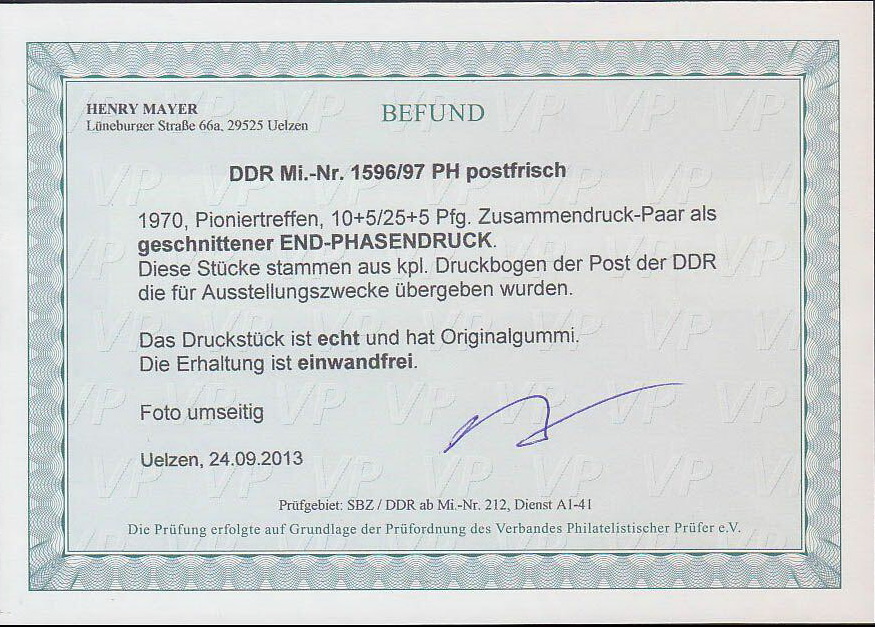 HENRY MAYER
Lüneburger Straße 66a, 29525 Uelzen
BEFUND
DDR Mi.-Nr. 1596/97 PH postfrisch
1970, Pioniertreffen, 10+5/25+5 Pfg. Zusammendruck-Paar als
geschnittener END-PHASENDRUCK.
Diese Stücke stammen aus kpl. Druckbogen der Post der DDR
die für Ausstellungszwecke übergeben wurden.
Das Druckstück ist echt und hat Originalgummi.
Die Erhaltung ist einwandfrei.
Foto umseitig
Uelzen, 24.09.2013
Prüfgebiet: SBZ / DDR ab Mi.-Nr. 212, Dienst A1-41
Die Prüfung erfolgte auf Grundlage der Prüfordnung des Verbandes Philatelistischer Prüfer e.V.